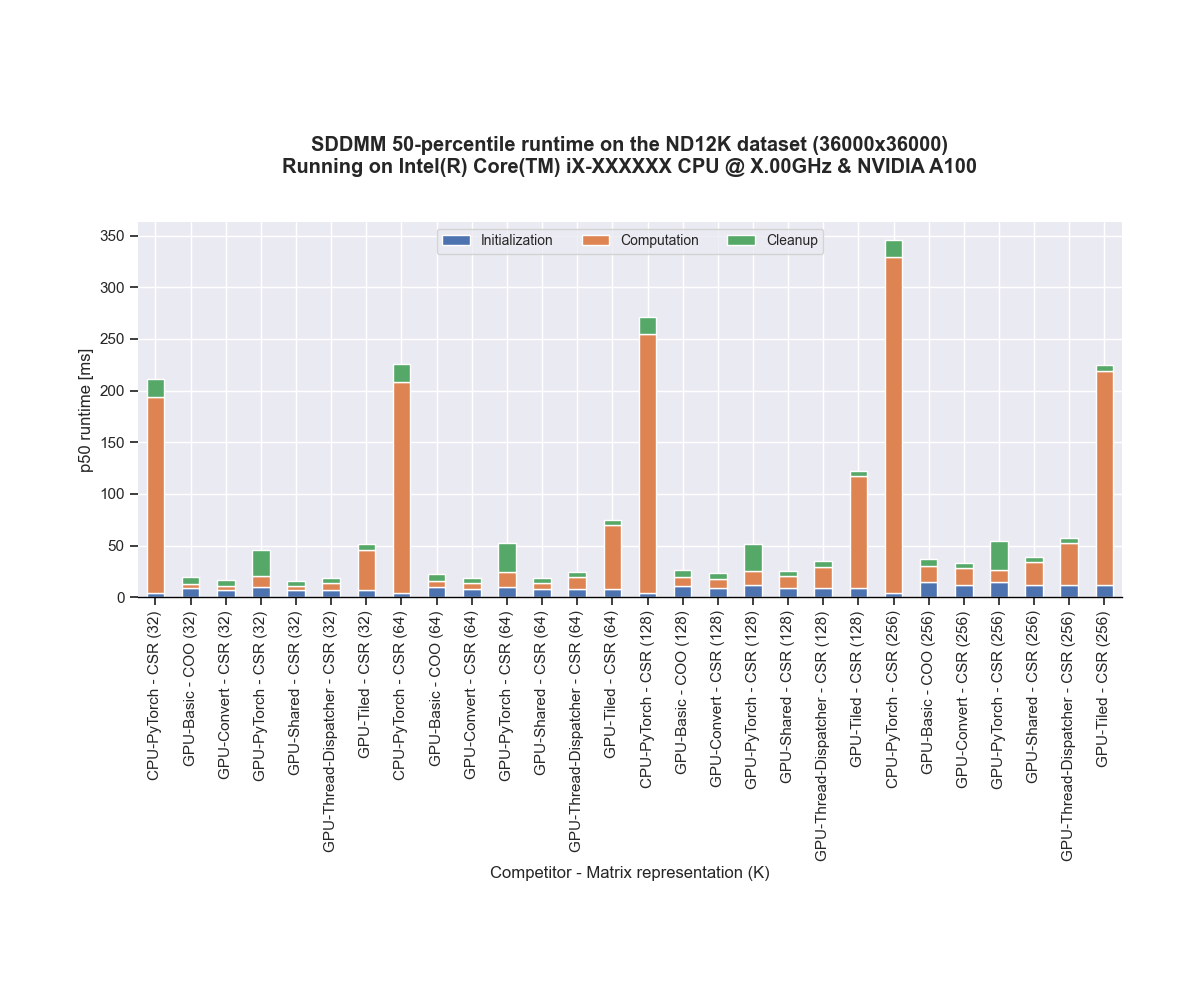 SDDMM 50-percentile runtime on the ND12K dataset (36000x36000)
Running on Intel(R) Core(TM) iX-XXXXXX CPU @ X.00GHz & NVIDIA A100
Initialization
Computation
Cleanup
p50 runtime [ms]
350
300
250
200
150
100
50
0
CPU-PyTorch - CSR (32)
GPU-Basic - COO (32)
GPU-Convert - CSR (32)
GPU-PyTorch - CSR (32)
GPU-Shared - CSR (32)
GPU-Thread-Dispatcher - CSR (32)
GPU-Tiled - CSR (32)
CPU-PyTorch - CSR (64)
GPU-Basic - COO (64)
GPU-Convert - CSR (64)
GPU-PyTorch - CSR (64)
GPU-Shared - CSR (64)
GPU-Thread-Dispatcher - CSR (64)
GPU-Tiled - CSR (64)
CPU-PyTorch - CSR (128)
GPU-Basic - COO (128)
GPU-Convert - CSR (128)
GPU-PyTorch - CSR (128)
GPU-Shared - CSR (128)
GPU-Thread-Dispatcher - CSR (128)
GPU-Tiled - CSR (128)
CPU-PyTorch - CSR (256)
GPU-Basic - COO (256)
GPU-Convert - CSR (256)
GPU-PyTorch - CSR (256)
GPU-Shared - CSR (256)
GPU-Thread-Dispatcher - CSR (256)
GPU-Tiled - CSR (256)
Competitor - Matrix representation (K)